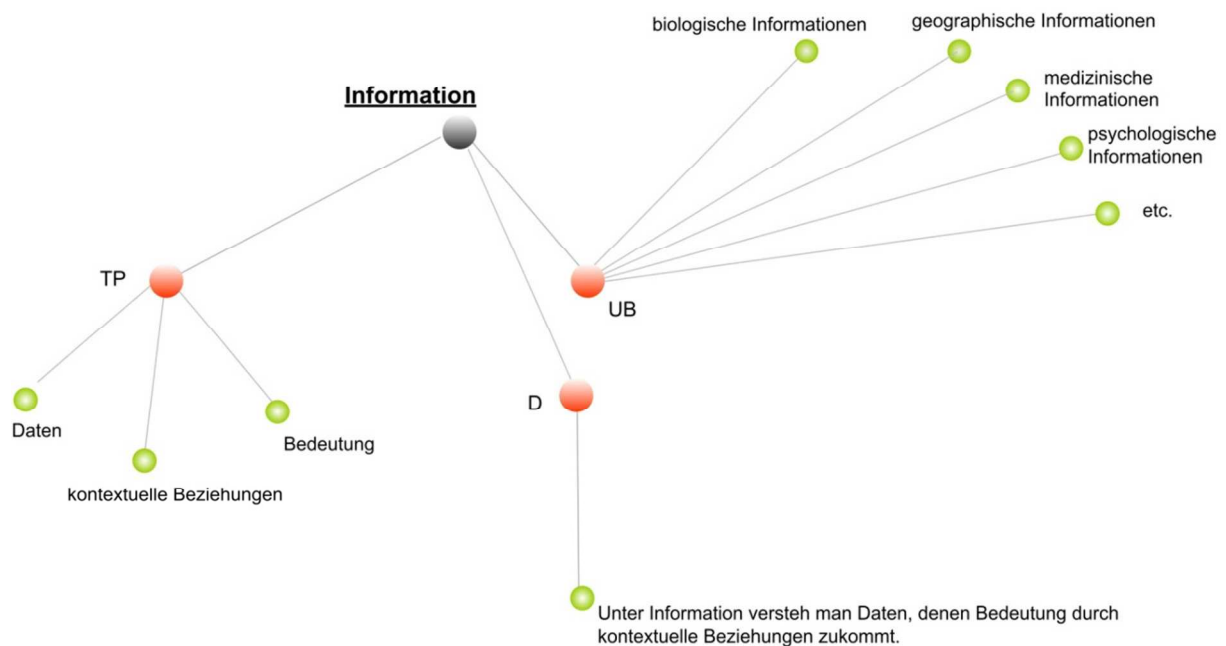 biologische Informationen
geographische Informationen
Information
medizinische
Informationen
psychologische
Informationen
etc.
TP
UB
D
Daten
Bedeutung
kontextuelle Beziehungen
Unter Information versteh man Daten, denen Bedeutung durch
kontextuelle Beziehungen zukommt.